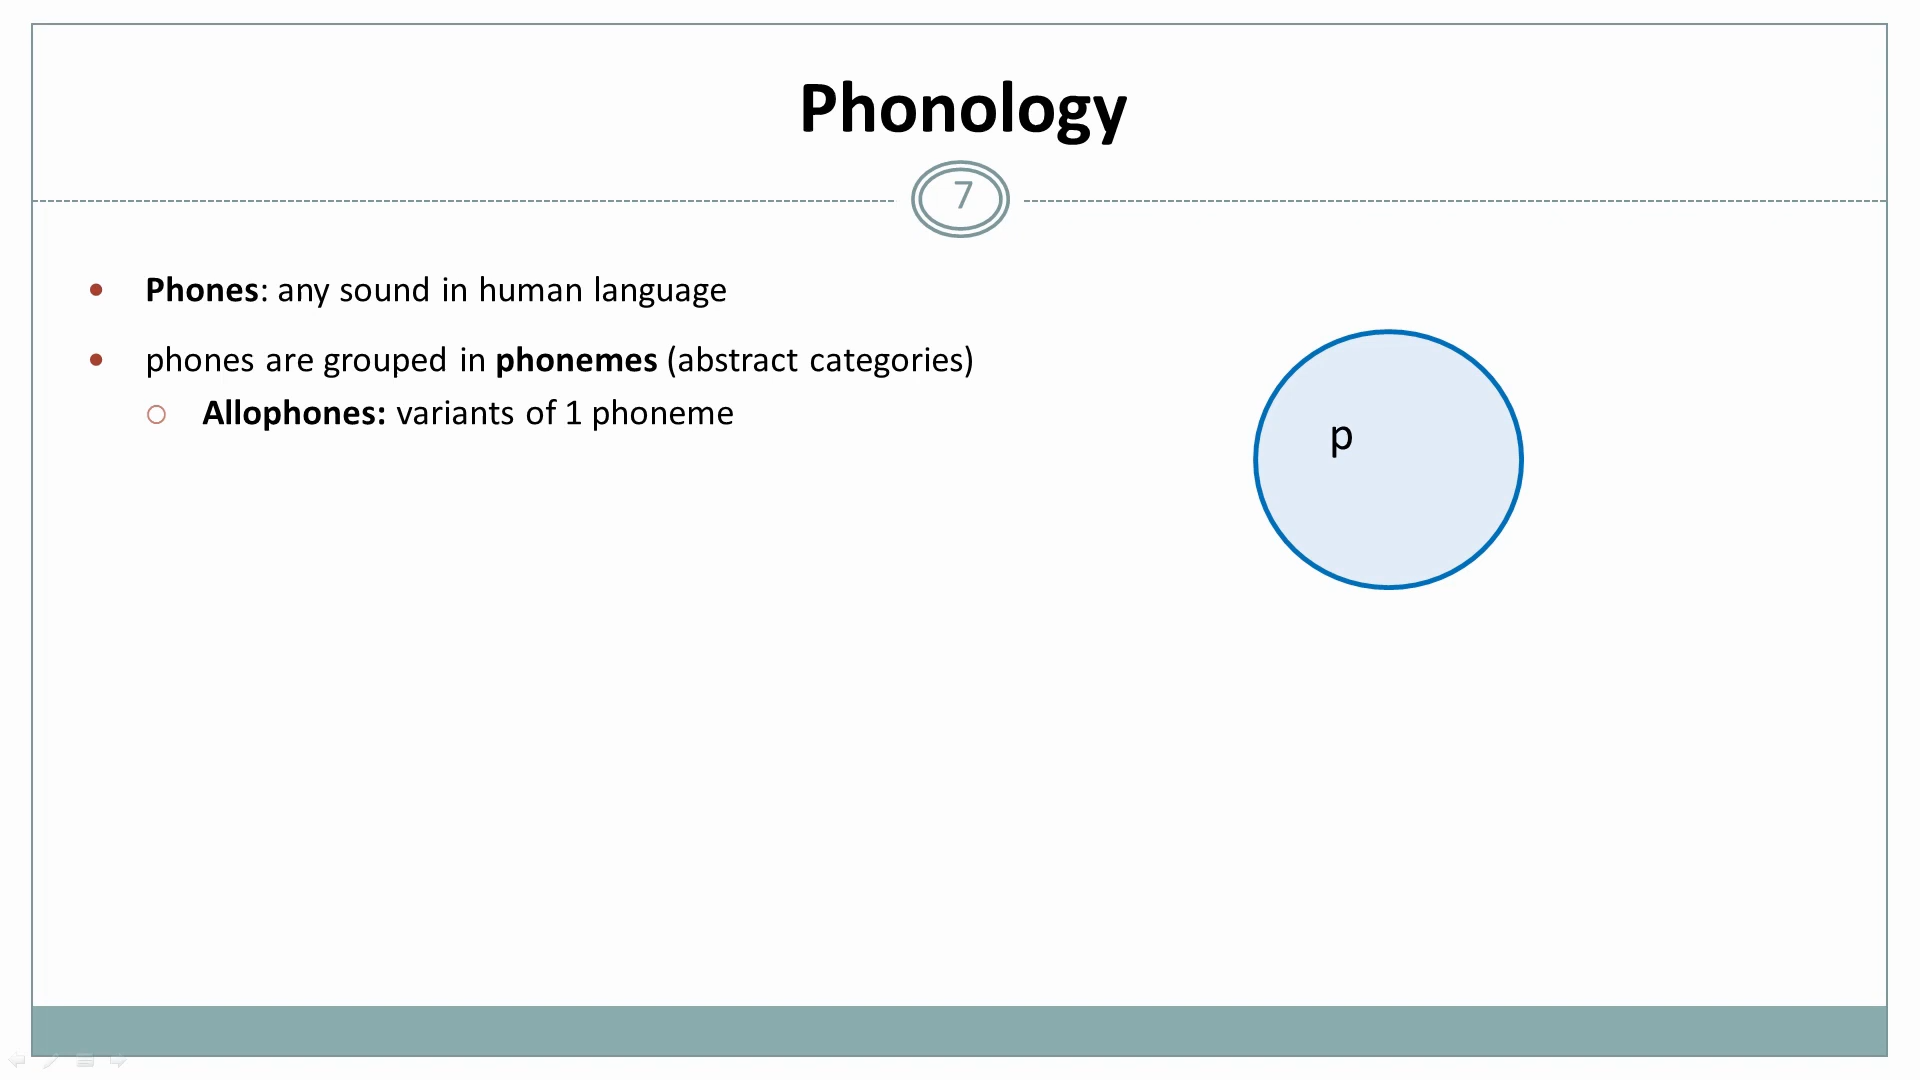 Phonology
7
• Phones: any sound in human language
• phones are grouped in phonemes (abstract categories)
○ Allophones: variants of 1 phoneme
p